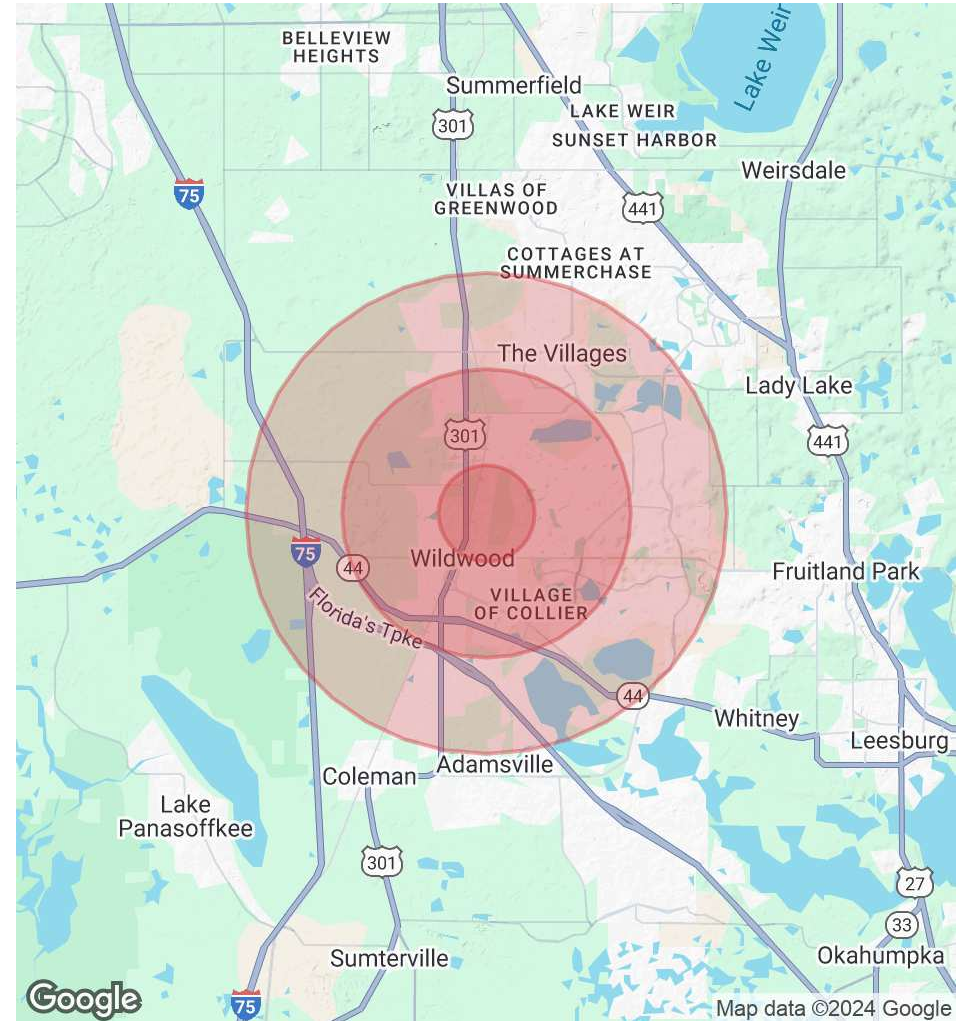 BELLEVIEW
HEIGHTS
Lake Weir
Summerfield
LAKE WEIR
301
SUNSET HARBOR
Weirsdale
75
VILLAS OF
GREENWOOD
441
COTTAGES AT
SUMMERCHASE
The Villages
Lady Lake
301
441
75
Wildwood
44
Fruitland Park
VILLAGE
OF COLLIER
Florida's Tpke
44
Whitney
Leesburg
Adamsville
Coleman
Lake
Panasoffkee
301
27
33
Sumterville
Okahumpka
Google
75
Map data ©2024 Google